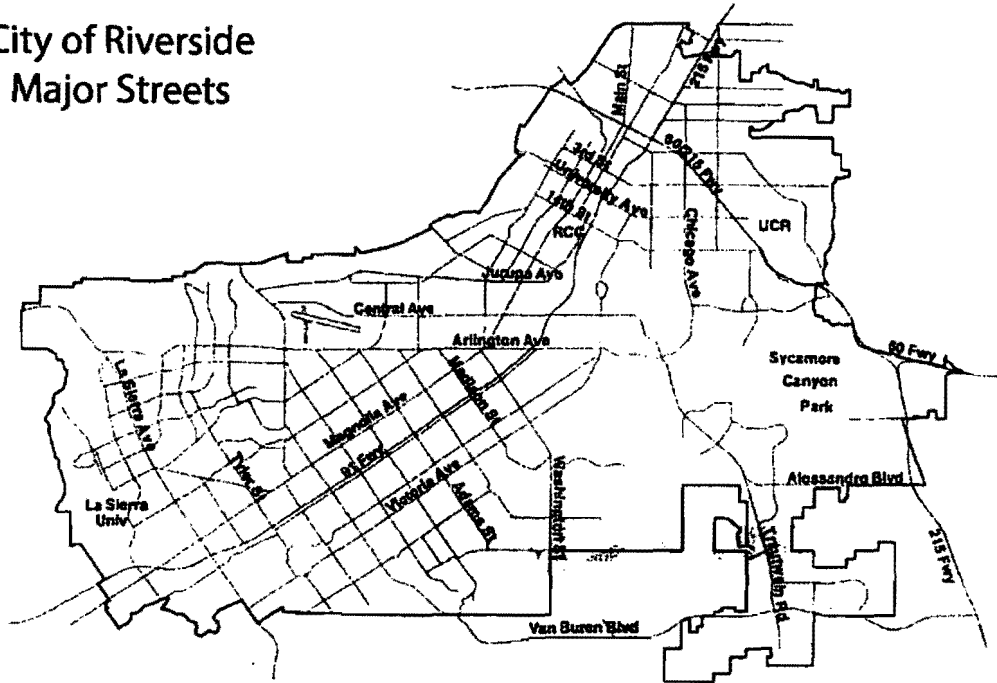 City of Riverside
Major Streets
Main St
215 Fwy
60/215 Fwy
3rd St
University Ave
14th St
RCC
Chicago Ave
UCR
Jurupa Ave
Central Ave
Arlington Ave
60 Fwy
Sycamore
Canyon
Park
La Sierra Ave
Madison St
Magnolia Ave
91 Fwy
Tyler St
Victoria Ave
Adams St
Washington St
Alessandro Blvd
La Sierra
Univ
Trautwein Rd
215 Fwy
Van Buren Blvd